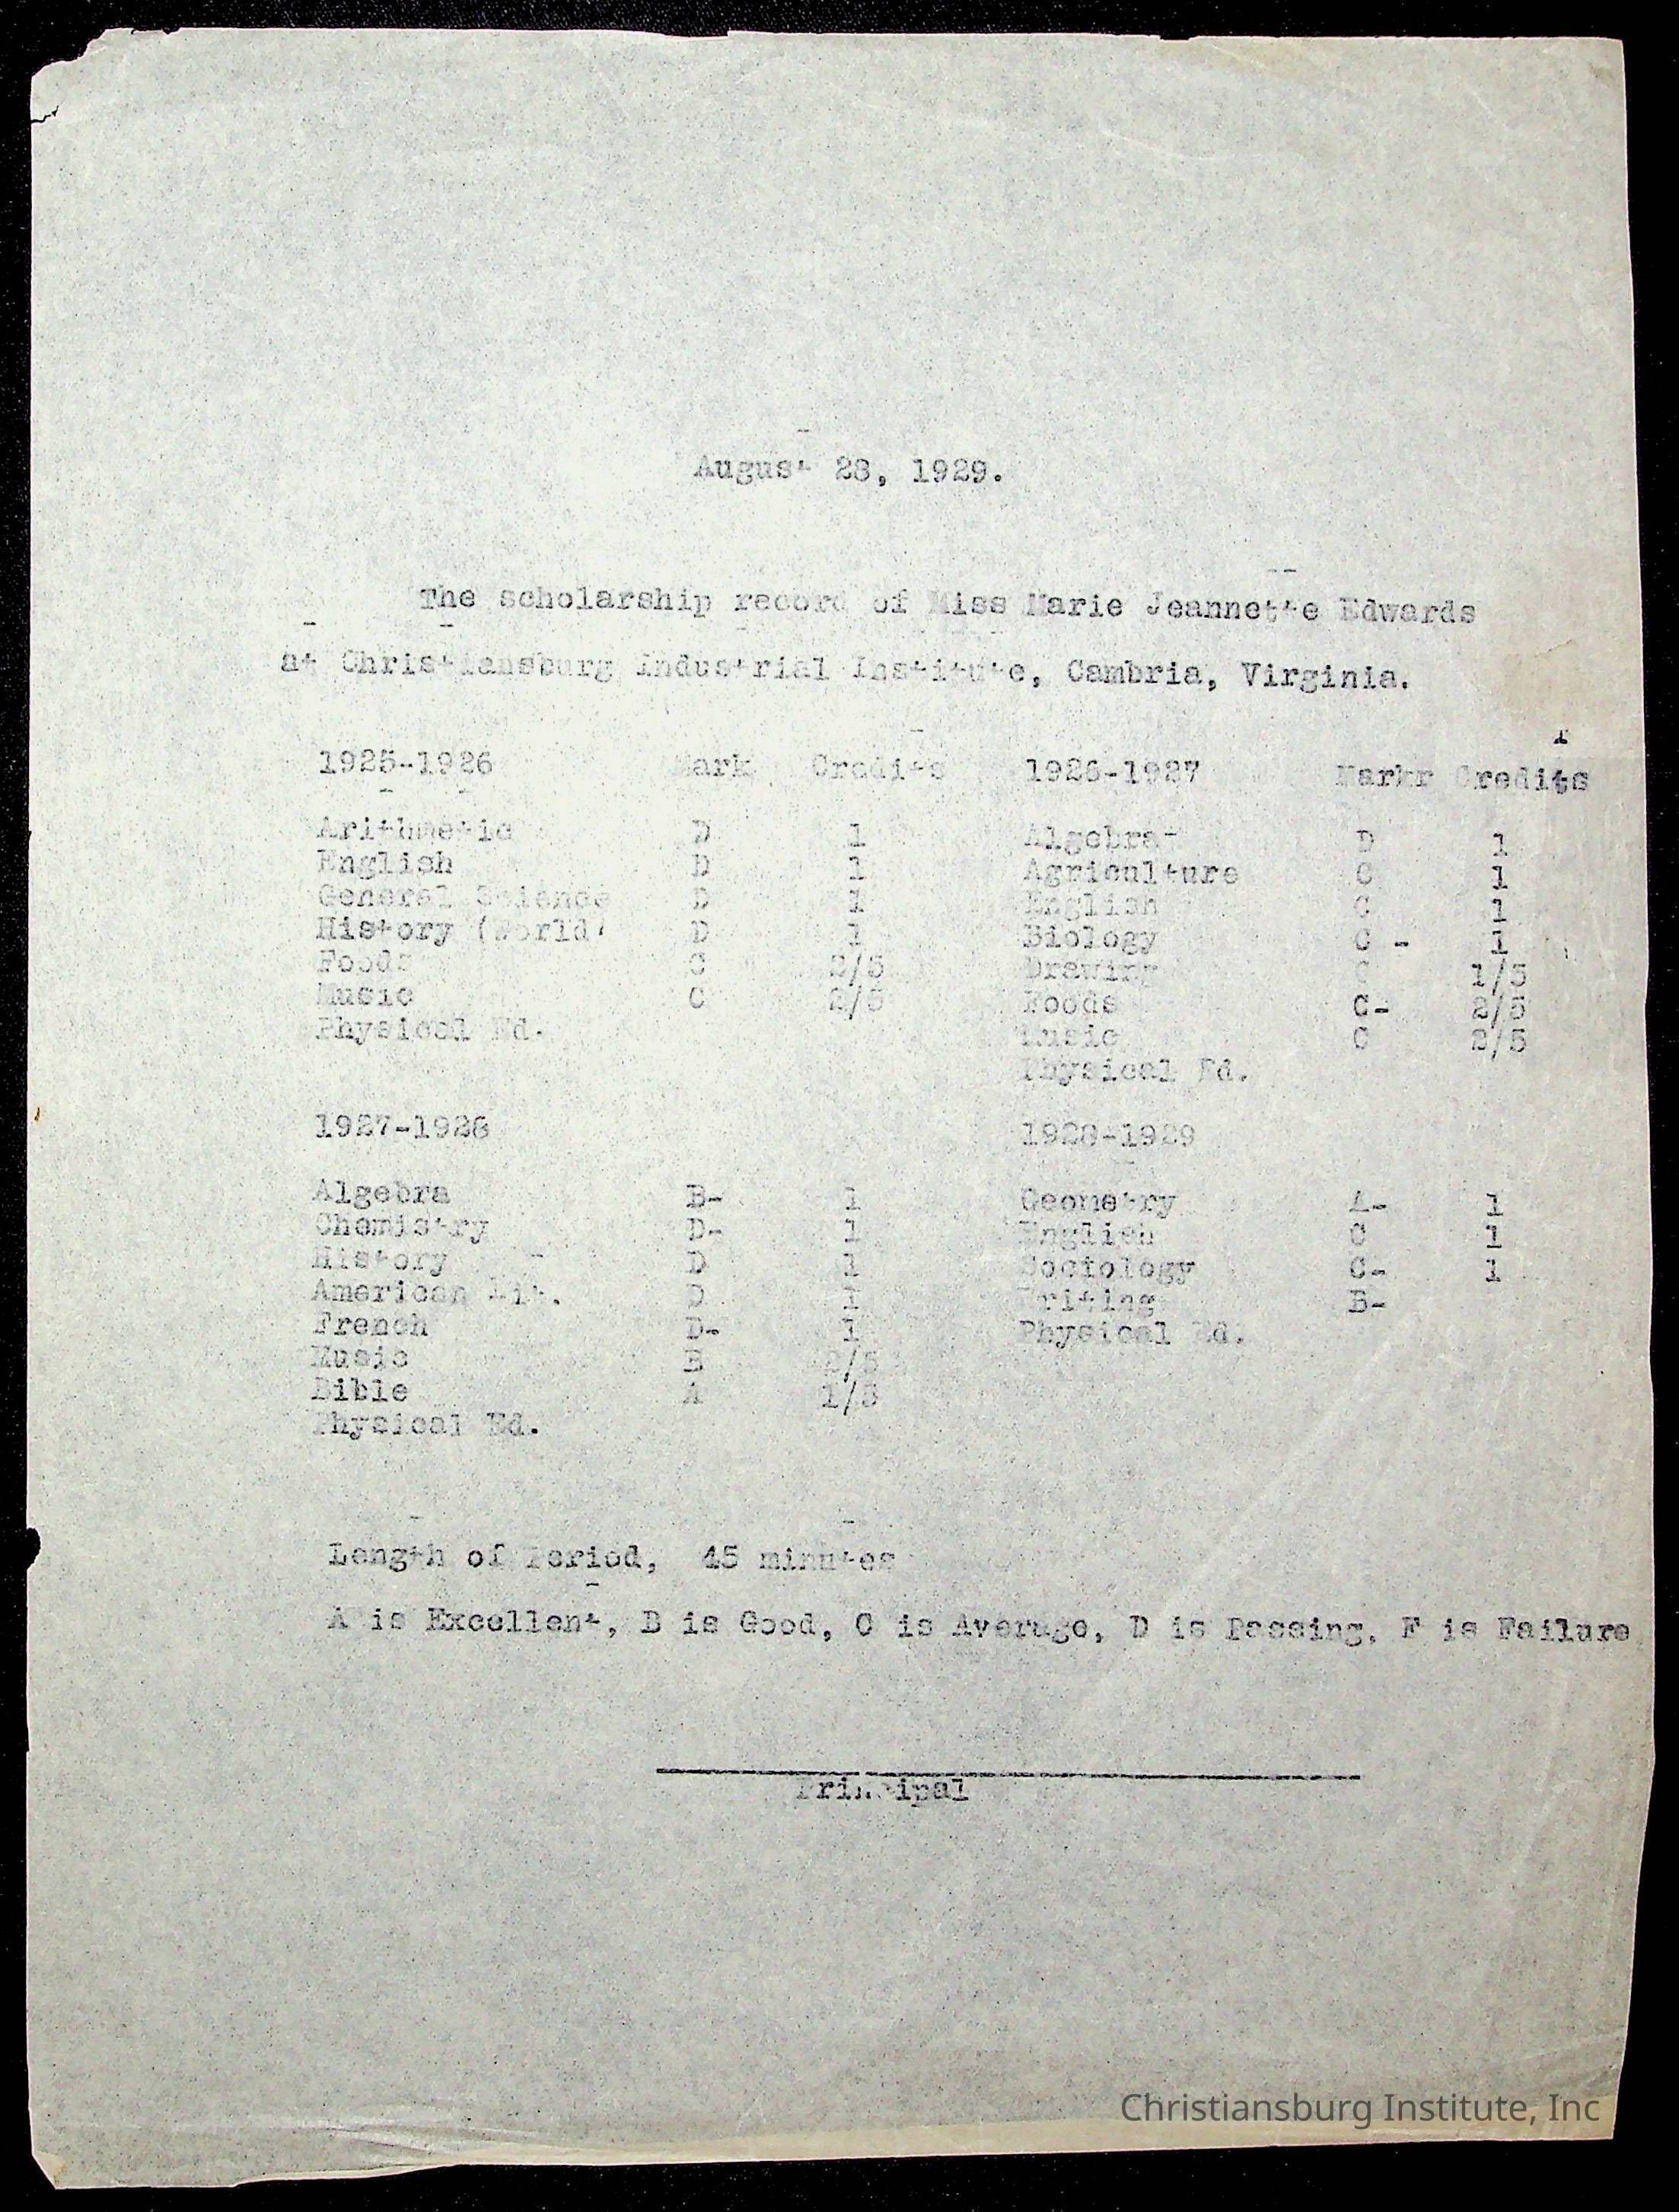 August 28, 1929.
The scholarship record of Miss Marie Jeannette Edwards
at Christiansburg Industrial Institute, Cambria, Virginia.
1925-1926 Mark Credits 1926-1927 Markr Credits
Arithmetic D 1 Algebra D 1
English D 1 Agriculture C 1
General Science D 1 English C 1
History (World) D 1 Biology C - 1
Foods C 2/5 Drawing C 1/5
Music C 2/5 Foods C- 2/5
Physical Ed. Music C 2/5
Physical Ed.
1927-1928 1928-1929
Algebra B- 1 Geometry A- 1
Chemistry D- 1 English C 1
History D 1 Sociology C- 1
American Lit. D 1 Writing B-
French D- 1 Physical Ed.
Music B 2/5
Bible A 1/5
Physical Ed.
Length of Period, 45 minutes
A is Excellent, B is Good, C is Average, D is Passing, F is Failure
Principal
Christiansburg Institute, Inc